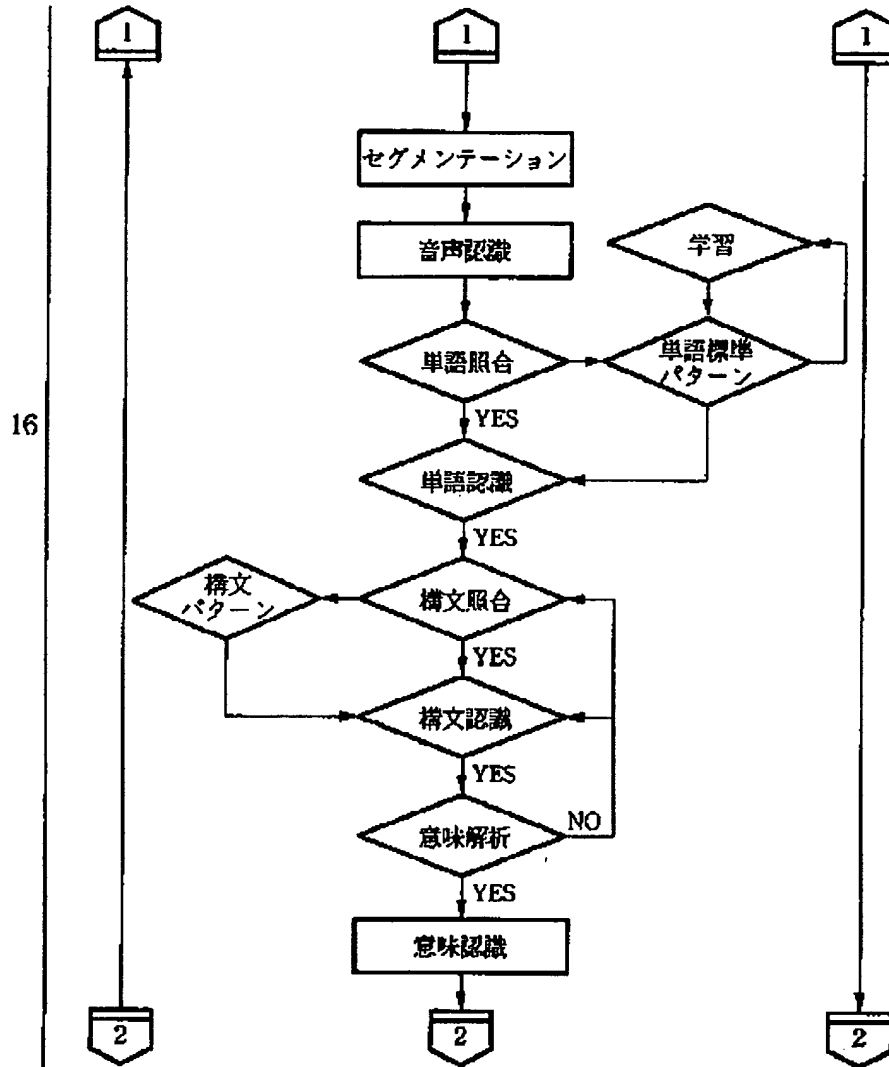 1
1
1
セグメンテーション
音声認識
学習
単語照合
単語標準
パターン
16
YES
単語認識
YES
構文
パターン
構文照合
YES
構文認識
YES
意味解析
NO
YES
意味認識
2
2
2